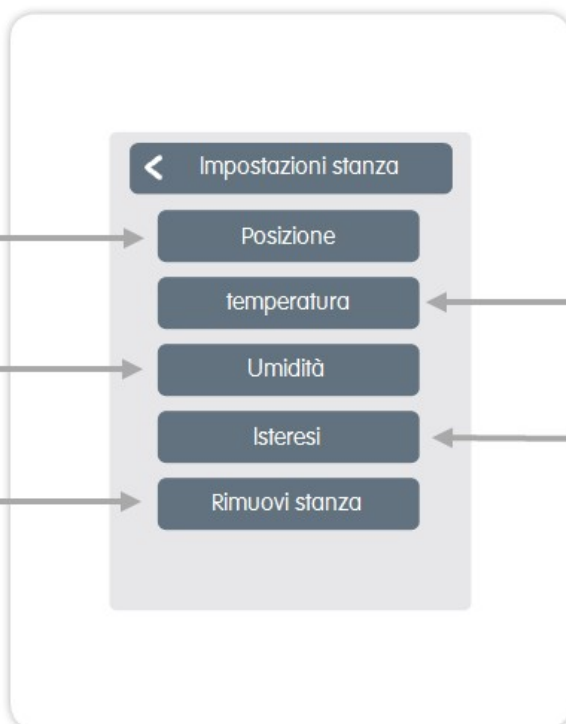 Impostazioni stanza
Posizione
temperatura
Umidità
Isteresi
Rimuovi stanza